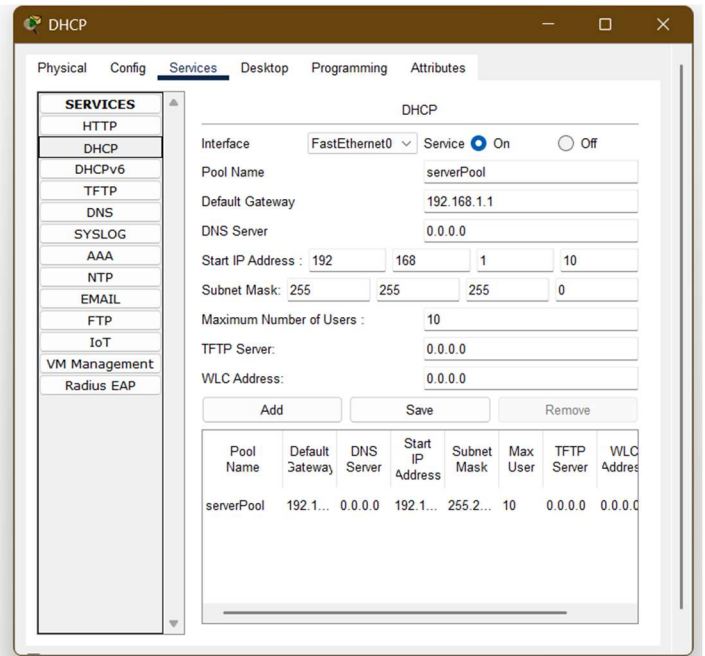 DHCP
Physical Config Services Desktop Programming Attributes
SERVICES
HTTP
DHCP
DHCPv6
TFTP
DNS
SYSLOG
AAA
NTP
EMAIL
FTP
IoT
VM Management
Radius EAP
DHCP
Interface FastEthernet0 Service On Off
Pool Name serverPool
Default Gateway 192.168.1.1
DNS Server 0.0.0.0
Start IP Address : 192 168 1 10
Subnet Mask: 255 255 255 0
Maximum Number of Users : 10
TFTP Server: 0.0.0.0
WLC Address: 0.0.0.0
Add Save Remove
Pool Name Default Gateway DNS Server Start IP Address Subnet Mask Max User TFTP Server WLC Addres
serverPool 192.1... 0.0.0.0 192.1... 255.2... 10 0.0.0.0 0.0.0.0